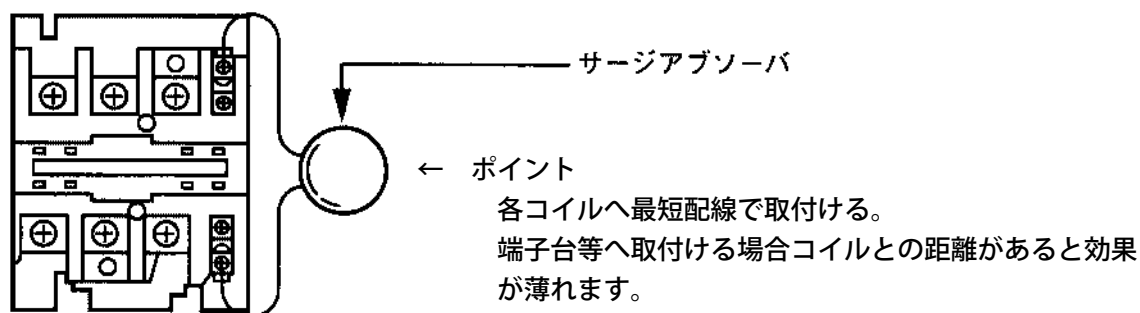 サージアブソーバ
← ポイント
各コイルへ最短配線で取付ける。
端子台等へ取付ける場合コイルとの距離があると効果
が薄れます。